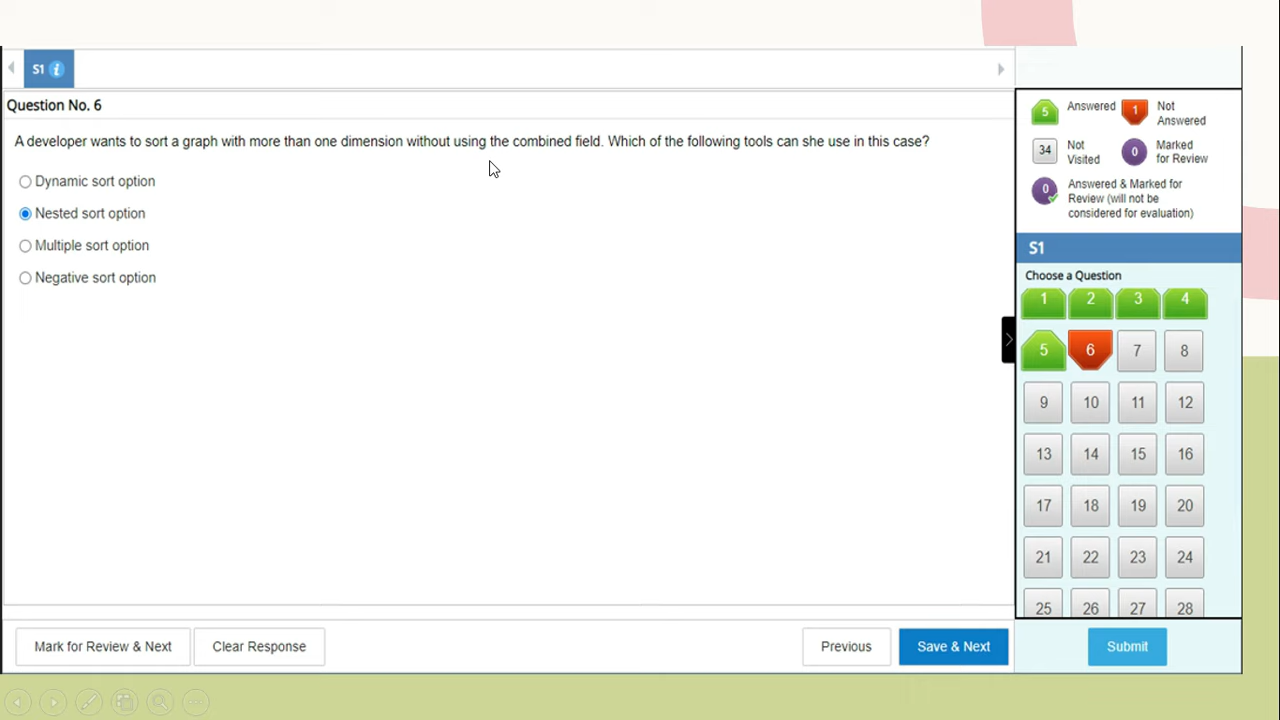 S1 i
Question No. 6
A developer wants to sort a graph with more than one dimension without using the combined field. Which of the following tools can she use in this case?
Dynamic sort option
Nested sort option
Multiple sort option
Negative sort option
Mark for Review & Next
Clear Response
Previous
Save & Next
5 Answered
1 Not Answered
34 Not Visited
0 Marked for Review
0 Answered & Marked for
Review (will not be
considered for evaluation)
S1
Choose a Question
1 2 3 4
5 6 7 8
9 10 11 12
13 14 15 16
17 18 19 20
21 22 23 24
25 26 27 28
Submit